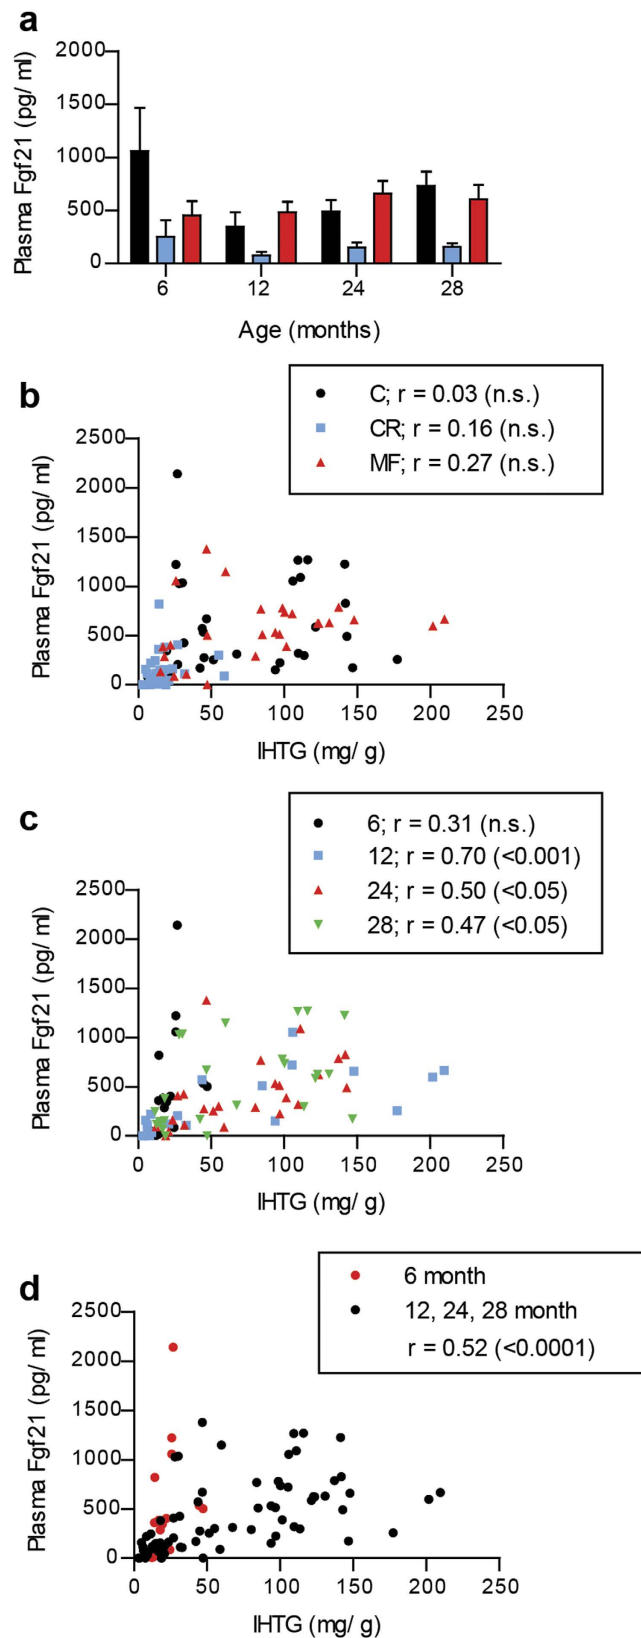 a
Plasma Fgf21 (pg/ ml)
2000
1500
1000
500
0
6 12 24 28
Age (months)
b
C; r = 0.03 (n.s.)
CR; r = 0.16 (n.s.)
MF; r = 0.27 (n.s.)
Plasma Fgf21 (pg/ ml)
2500
2000
1500
1000
500
0
0 50 100 150 200 250
IHTG (mg/ g)
c
6; r = 0.31 (n.s.)
12; r = 0.70 (<0.001)
24; r = 0.50 (<0.05)
28; r = 0.47 (<0.05)
Plasma Fgf21 (pg/ ml)
2500
2000
1500
1000
500
0
0 50 100 150 200 250
IHTG (mg/ g)
d
6 month
12, 24, 28 month
r = 0.52 (<0.0001)
Plasma Fgf21 (pg/ ml)
2500
2000
1500
1000
500
0
0 50 100 150 200 250
IHTG (mg/ g)